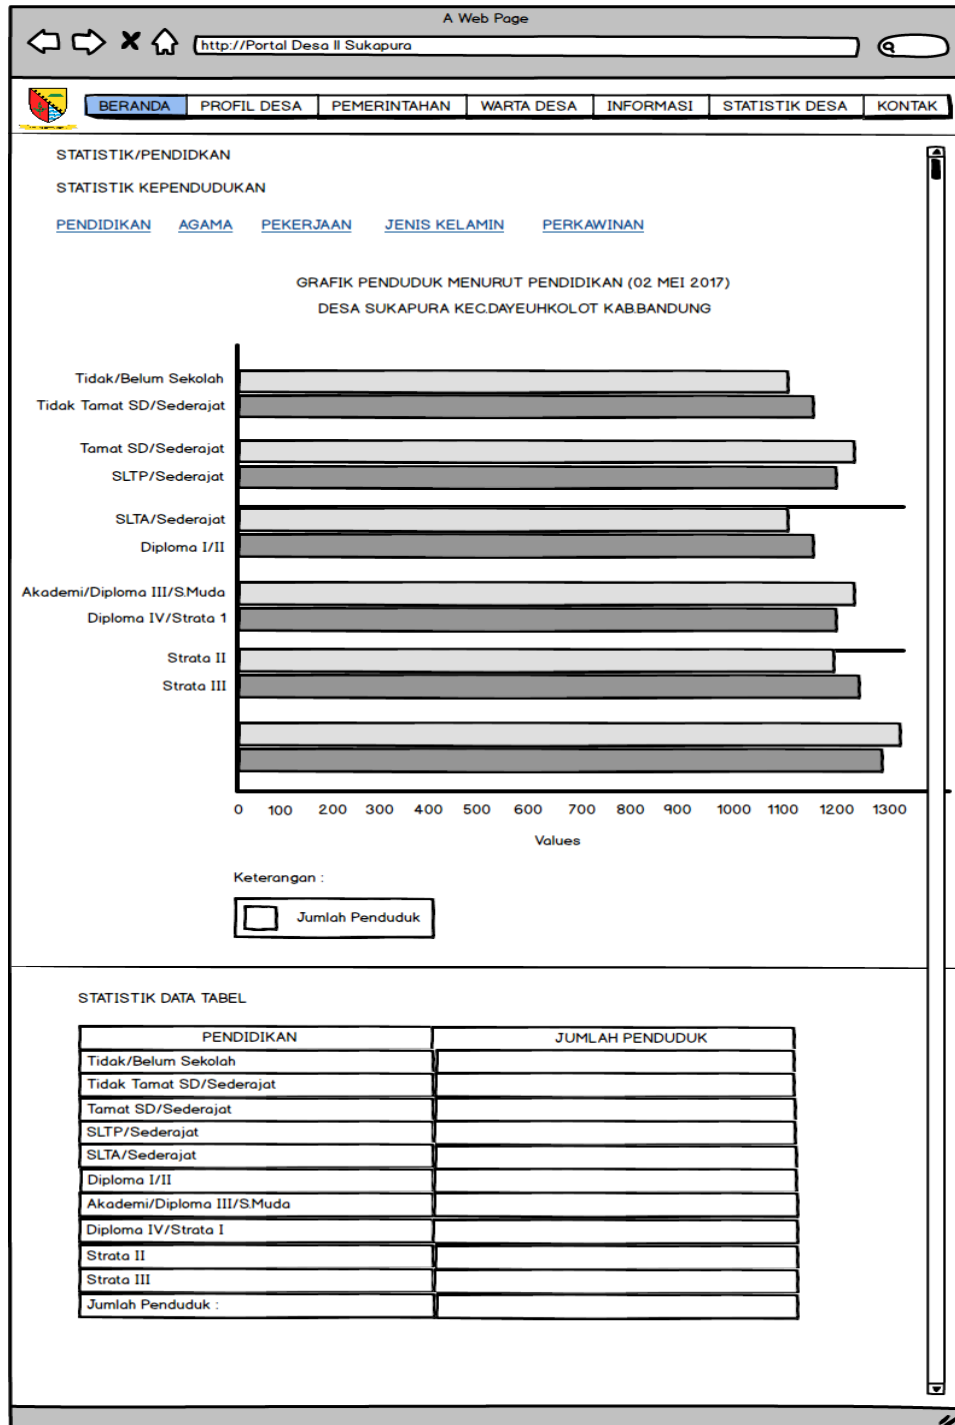 A Web Page
http://Portal Desa II Sukapura
BERANDA PROFIL DESA PEMERINTAHAN WARTA DESA INFORMASI STATISTIK DESA KONTAK
STATISTIK/PENDIDKAN
STATISTIK KEPENDUDUKAN
PENDIDIKAN AGAMA PEKERJAAN JENIS KELAMIN PERKAWINAN
GRAFIK PENDUDUK MENURUT PENDIDIKAN (02 MEI 2017)
DESA SUKAPURA KEC.DAYEUHKOLOT KAB.BANDUNG
Tidak/Belum Sekolah
Tidak Tamat SD/Sederajat
Tamat SD/Sederajat
SLTP/Sederajat
SLTA/Sederajat
Diploma I/II
Akademi/Diploma III/S.Muda
Diploma IV/Strata 1
Strata II
Strata III
0 100 200 300 400 500 600 700 800 900 1000 1100 1200 1300
Values
Keterangan :
Jumlah Penduduk
STATISTIK DATA TABEL
PENDIDIKAN JUMLAH PENDUDUK
Tidak/Belum Sekolah
Tidak Tamat SD/Sederajat
Tamat SD/Sederajat
SLTP/Sederajat
SLTA/Sederajat
Diploma I/II
Akademi/Diploma III/S.Muda
Diploma IV/Strata I
Strata II
Strata III
Jumlah Penduduk :